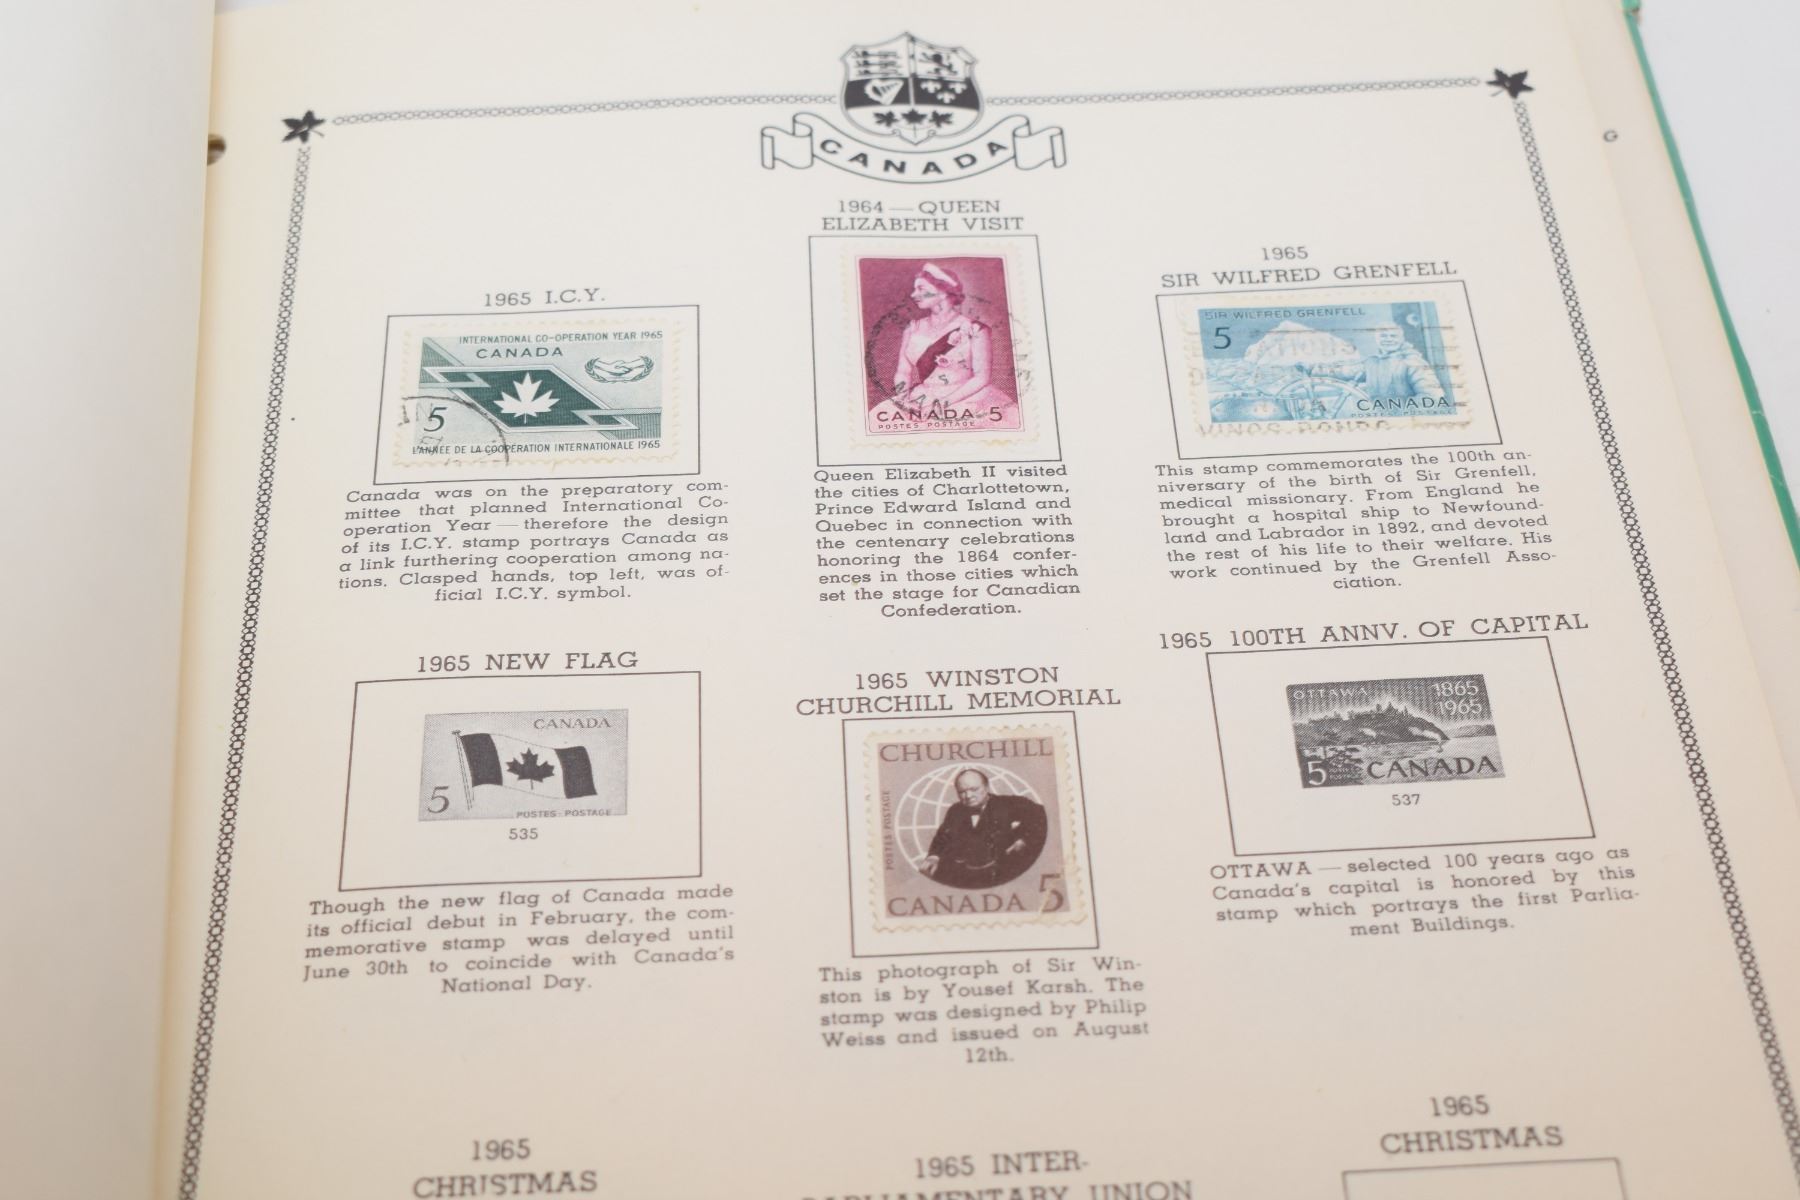 CANADA
G
1964 — QUEEN
ELIZABETH VISIT
CANADA 5
POSTES POSTAGE
MAN
Queen Elizabeth II visited
the cities of Charlottetown,
Prince Edward Island and
Quebec in connection with
the centenary celebrations
honoring the 1864 confer-
ences in those cities which
set the stage for Canadian
Confederation.
1965 I.C.Y.
INTERNATIONAL CO-OPERATION YEAR 1965
CANADA
5
L'ANNÉE DE LA COOPÉRATION INTERNATIONALE 1965
Canada was on the preparatory com-
mittee that planned International Co-
operation Year — therefore the design
of its I.C.Y. stamp portrays Canada as
a link furthering cooperation among na-
tions. Clasped hands, top left, was of-
ficial I.C.Y. symbol.
1965
SIR WILFRED GRENFELL
SIR WILFRED GRENFELL
5
CANADA
POSTES POSTAGE
This stamp commemorates the 100th an-
niversary of the birth of Sir Grenfell,
medical missionary. From England he
brought a hospital ship to Newfound-
land and Labrador in 1892, and devoted
the rest of his life to their welfare. His
work continued by the Grenfell Asso-
ciation.
1965 NEW FLAG
CANADA
5
POSTES-POSTAGE
535
Though the new flag of Canada made
its official debut in February, the com-
memorative stamp was delayed until
June 30th to coincide with Canada's
National Day.
1965 WINSTON
CHURCHILL MEMORIAL
CHURCHILL
POSTES POSTAGE
CANADA 5
This photograph of Sir Win-
ston is by Yousef Karsh. The
stamp was designed by Philip
Weiss and issued on August
12th.
1965 100TH ANNV. OF CAPITAL
OTTAWA 1865
1965
5 CANADA
537
OTTAWA — selected 100 years ago as
Canada's capital is honored by this
stamp which portrays the first Parlia-
ment Buildings.
1965
CHRISTMAS
1965 INTER-
PARLIAMENTARY UNION
1965
CHRISTMAS